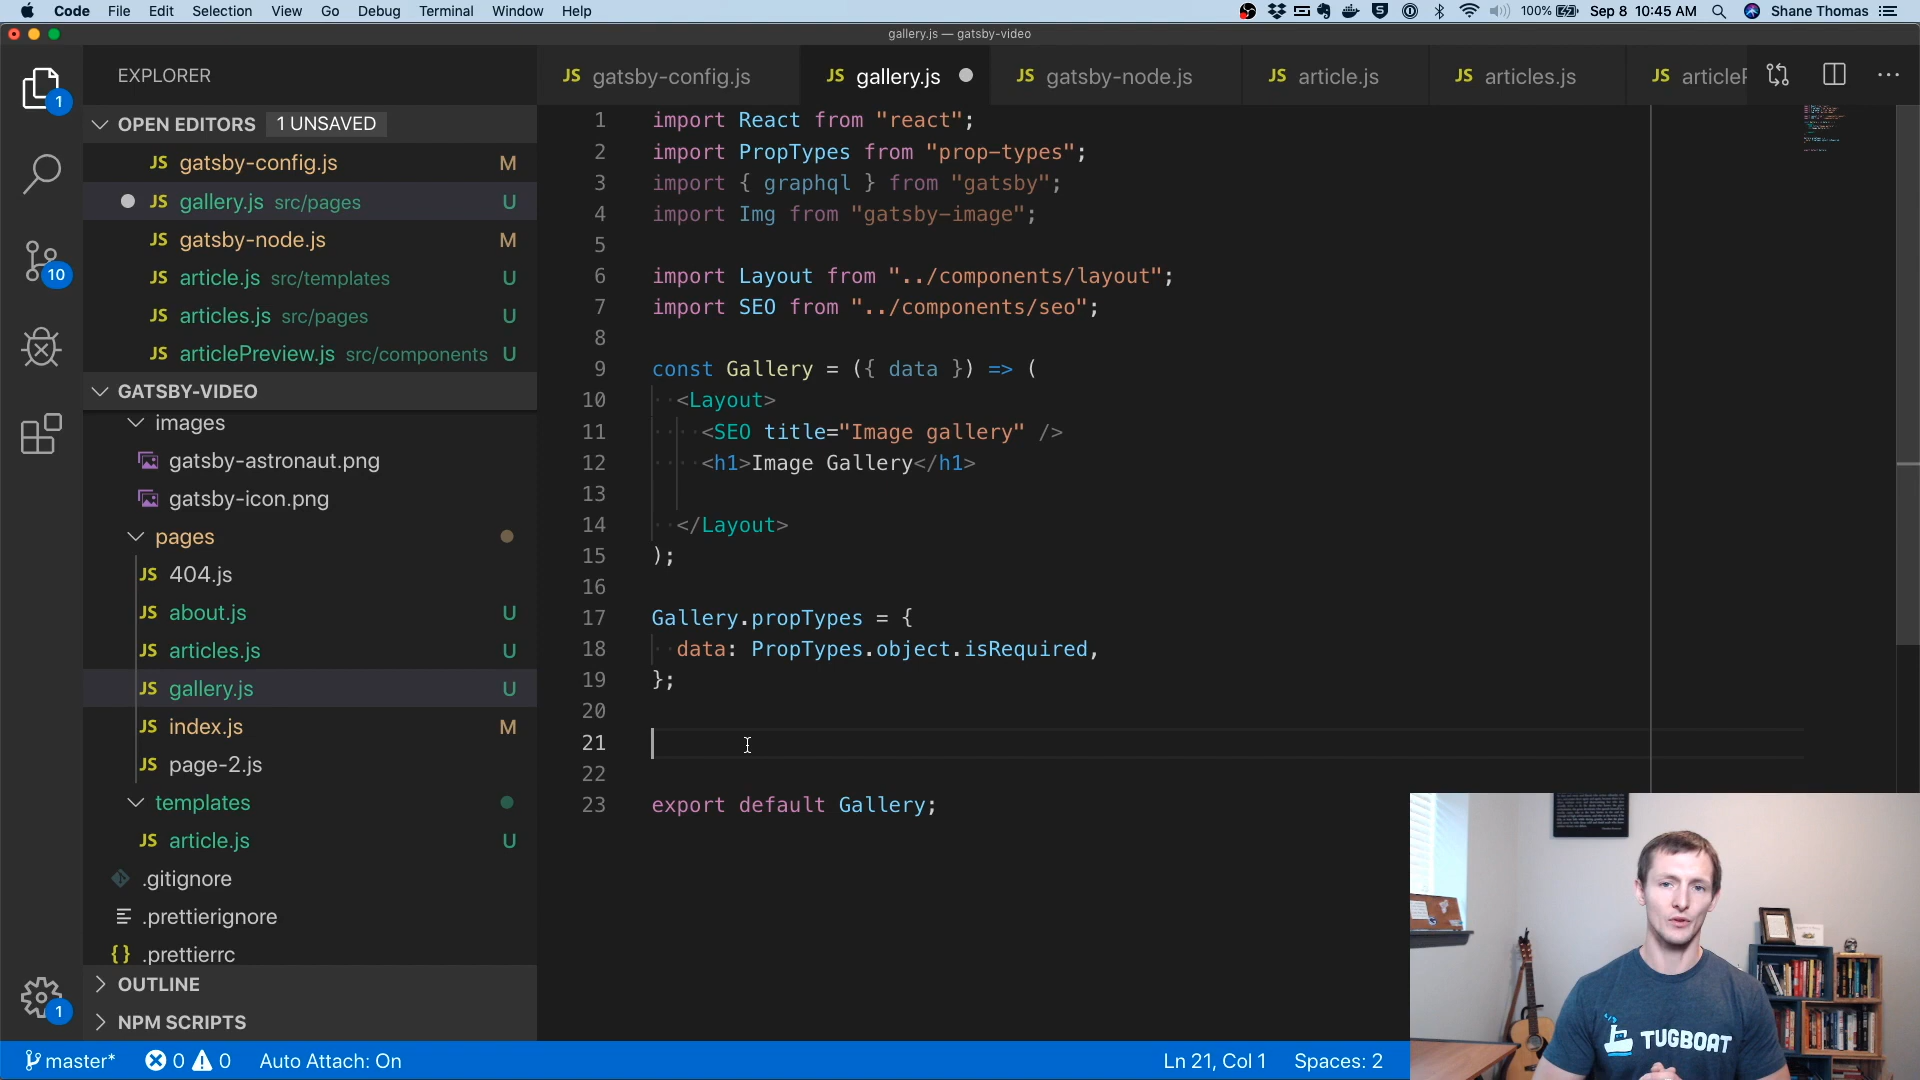 Code File Edit Selection View Go Debug Terminal Window Help
100% Sep 8 10:45 AM Shane Thomas
gallery.js — gatsby-video
EXPLORER
OPEN EDITORS 1 UNSAVED
JS gatsby-config.js M
JS gallery.js src/pages U
JS gatsby-node.js M
JS article.js src/templates U
JS articles.js src/pages U
JS articlePreview.js src/components U
GATSBY-VIDEO
images
gatsby-astronaut.png
gatsby-icon.png
pages
JS 404.js
JS about.js U
JS articles.js U
JS gallery.js U
JS index.js M
JS page-2.js
templates
JS article.js U
.gitignore
.prettierignore
{} .prettierrc
OUTLINE
NPM SCRIPTS
1
10
1
JS gatsby-config.js JS gallery.js JS gatsby-node.js JS article.js JS articles.js JS article
1 import React from "react";
2 import PropTypes from "prop-types";
3 import { graphql } from "gatsby";
4 import Img from "gatsby-image";
5
6 import Layout from "../components/layout";
7 import SEO from "../components/seo";
8
9 const Gallery = ({ data }) => (
10 <Layout>
11 <SEO title="Image gallery" />
12 <h1>Image Gallery</h1>
13
14 </Layout>
15 );
16
17 Gallery.propTypes = {
18 data: PropTypes.object.isRequired,
19 };
20
21
22
23 export default Gallery;
TUGBOAT
master* 0 0 Auto Attach: On Ln 21, Col 1 Spaces: 2